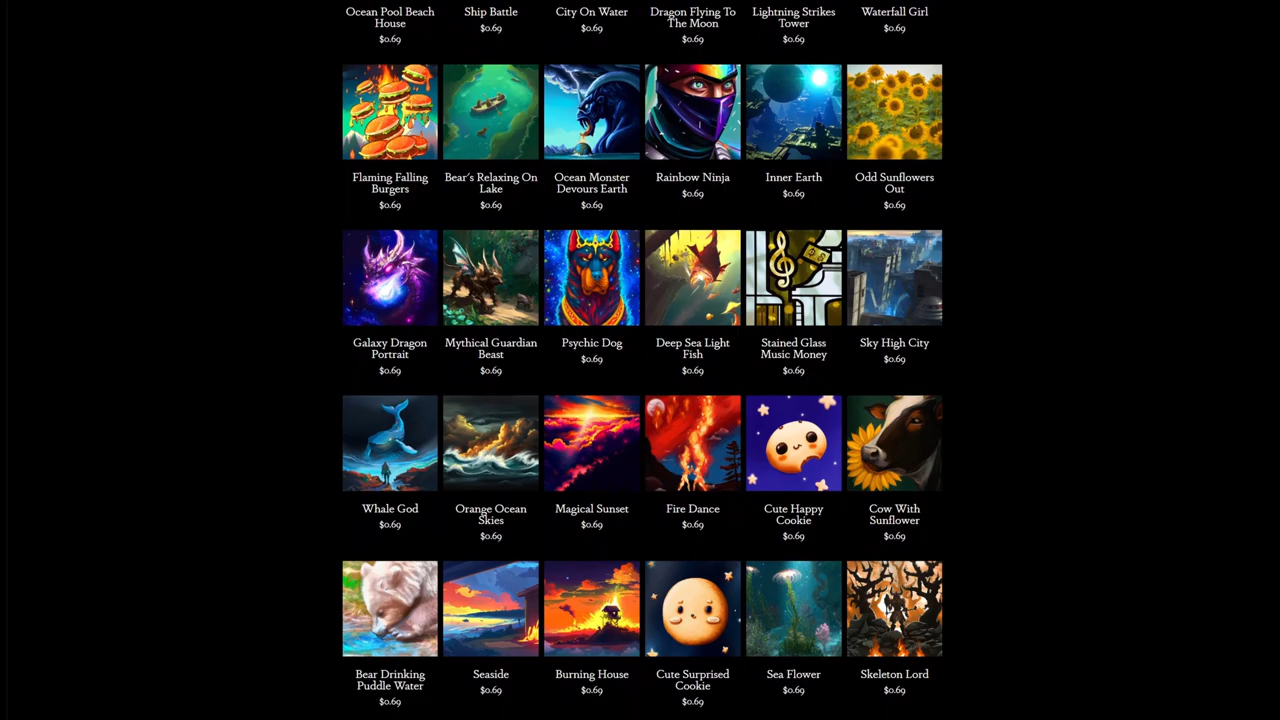 Ocean Pool Beach
House
$0.69
Ship Battle
$0.69
City On Water
$0.69
Dragon Flying To
The Moon
$0.69
Lightning Strikes
Tower
$0.69
Waterfall Girl
$0.69
Flaming Falling
Burgers
$0.69
Bear's Relaxing On
Lake
$0.69
Ocean Monster
Devours Earth
$0.69
Rainbow Ninja
$0.69
Inner Earth
$0.69
Odd Sunflowers
Out
$0.69
Galaxy Dragon
Portrait
$0.69
Mythical Guardian
Beast
$0.69
Psychic Dog
$0.69
Deep Sea Light
Fish
$0.69
Stained Glass
Music Money
$0.69
Sky High City
$0.69
Whale God
$0.69
Orange Ocean
Skies
$0.69
Magical Sunset
$0.69
Fire Dance
$0.69
Cute Happy
Cookie
$0.69
Cow With
Sunflower
$0.69
Bear Drinking
Puddle Water
$0.69
Seaside
$0.69
Burning House
$0.69
Cute Surprised
Cookie
$0.69
Sea Flower
$0.69
Skeleton Lord
$0.69